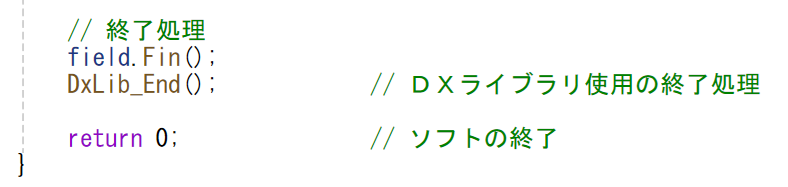 // 終了処理
field.Fin();
DxLib_End();　　　　// ＤＸライブラリ使用の終了処理
return 0;　　　　// ソフトの終了
}